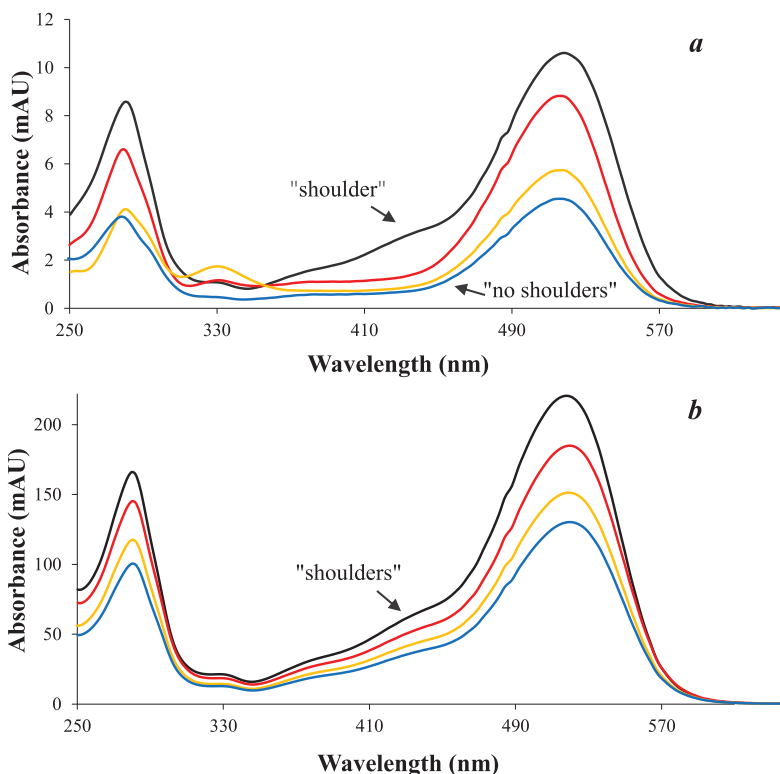 a
12
10
8
6
4
2
0
Absorbance (mAU)
"shoulder"
"no shoulders"
250 330 410 490 570
Wavelength (nm)
b
200
150
100
50
0
Absorbance (mAU)
"shoulders"
250 330 410 490 570
Wavelength (nm)